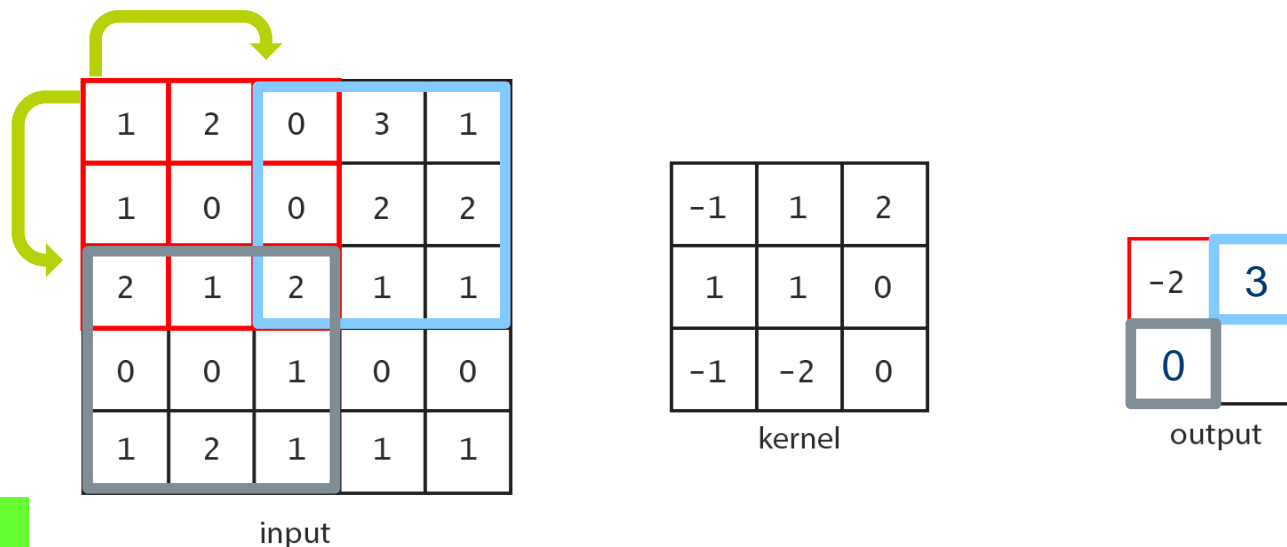 1 2 0 3 1
1 0 0 2 2
2 1 2 1 1
0 0 1 0 0
1 2 1 1 1
input
-1 1 2
1 1 0
-1 -2 0
kernel
-2 3
0
output